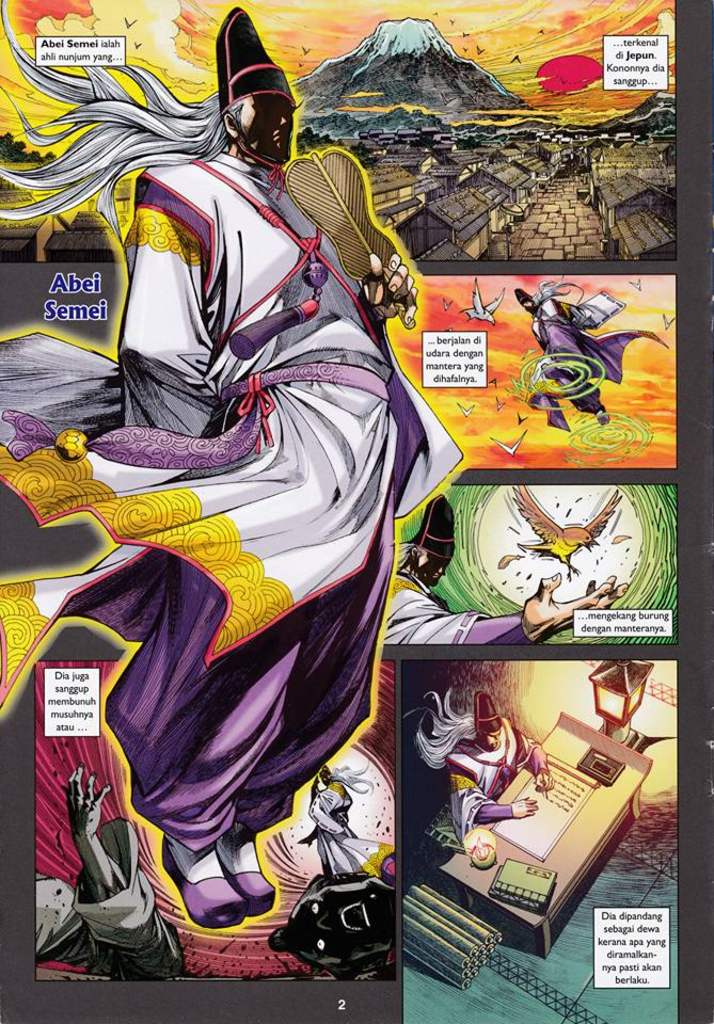 Abei Semei ialah
ahli nunjum yang...
...terkenal
di Jepun.
Kononnya dia
sanggup...
Abei
Semei
... berjalan di
udara dengan
mantera yang
dihafalnya.
...mengekang burung
dengan manteranya.
Dia juga
sanggup
membunuh
musuhnya
atau ...
Dia dipandang
sebagai dewa
kerana apa yang
diramalkan-
nya pasti akan
berlaku.
2